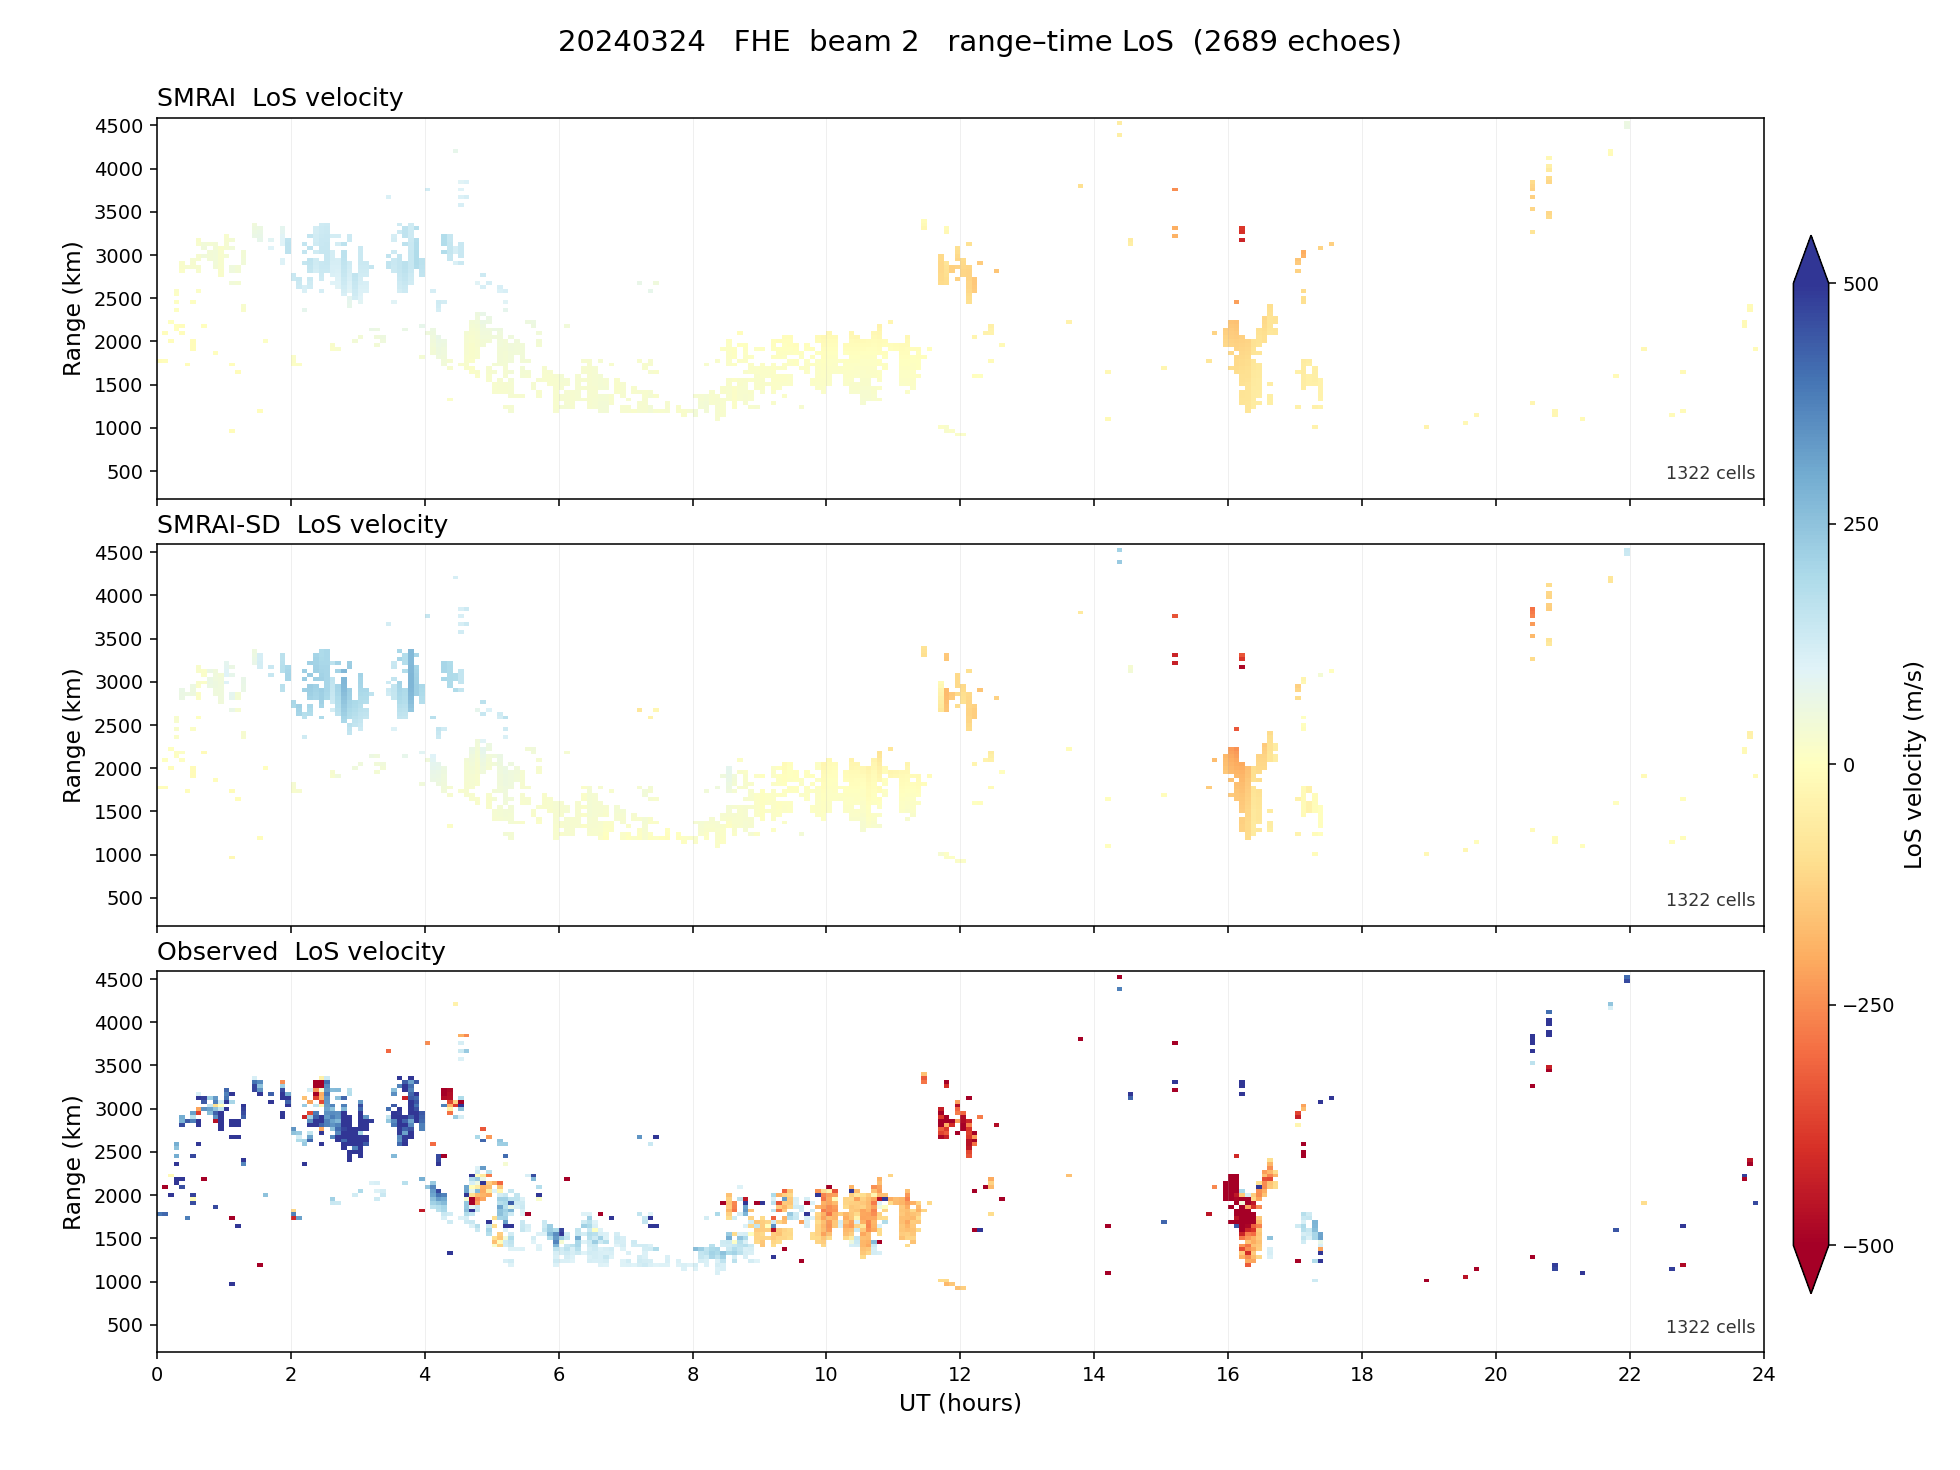 20240324 FHE beam 2 range–time LoS (2689 echoes)
SMRAI LoS velocity
4500
4000
3500
3000
2500
2000
1500
1000
500
Range (km)
1322 cells
SMRAI-SD LoS velocity
4500
4000
3500
3000
2500
2000
1500
1000
500
Range (km)
1322 cells
Observed LoS velocity
4500
4000
3500
3000
2500
2000
1500
1000
500
Range (km)
1322 cells
0 2 4 6 8 10 12 14 16 18 20 22 24
UT (hours)
500
250
0
−250
−500
LoS velocity (m/s)